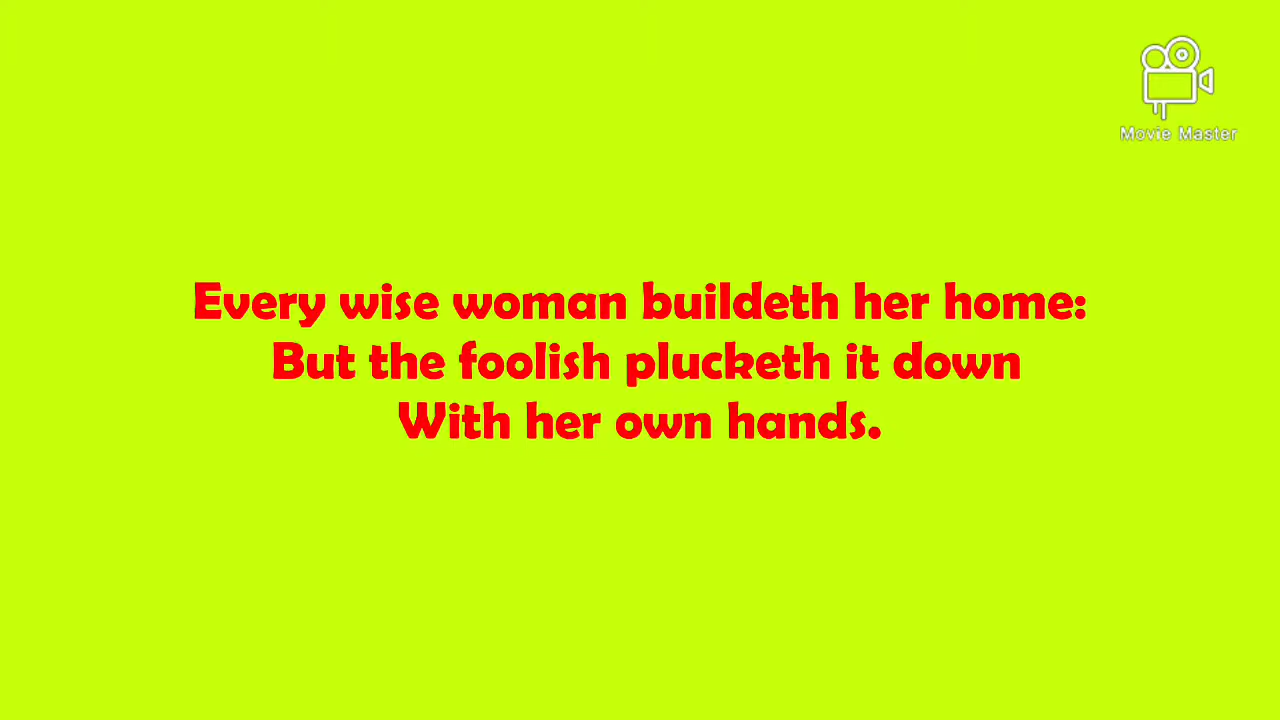 Movie Master
Every wise woman buildeth her home:
But the foolish plucketh it down
With her own hands.